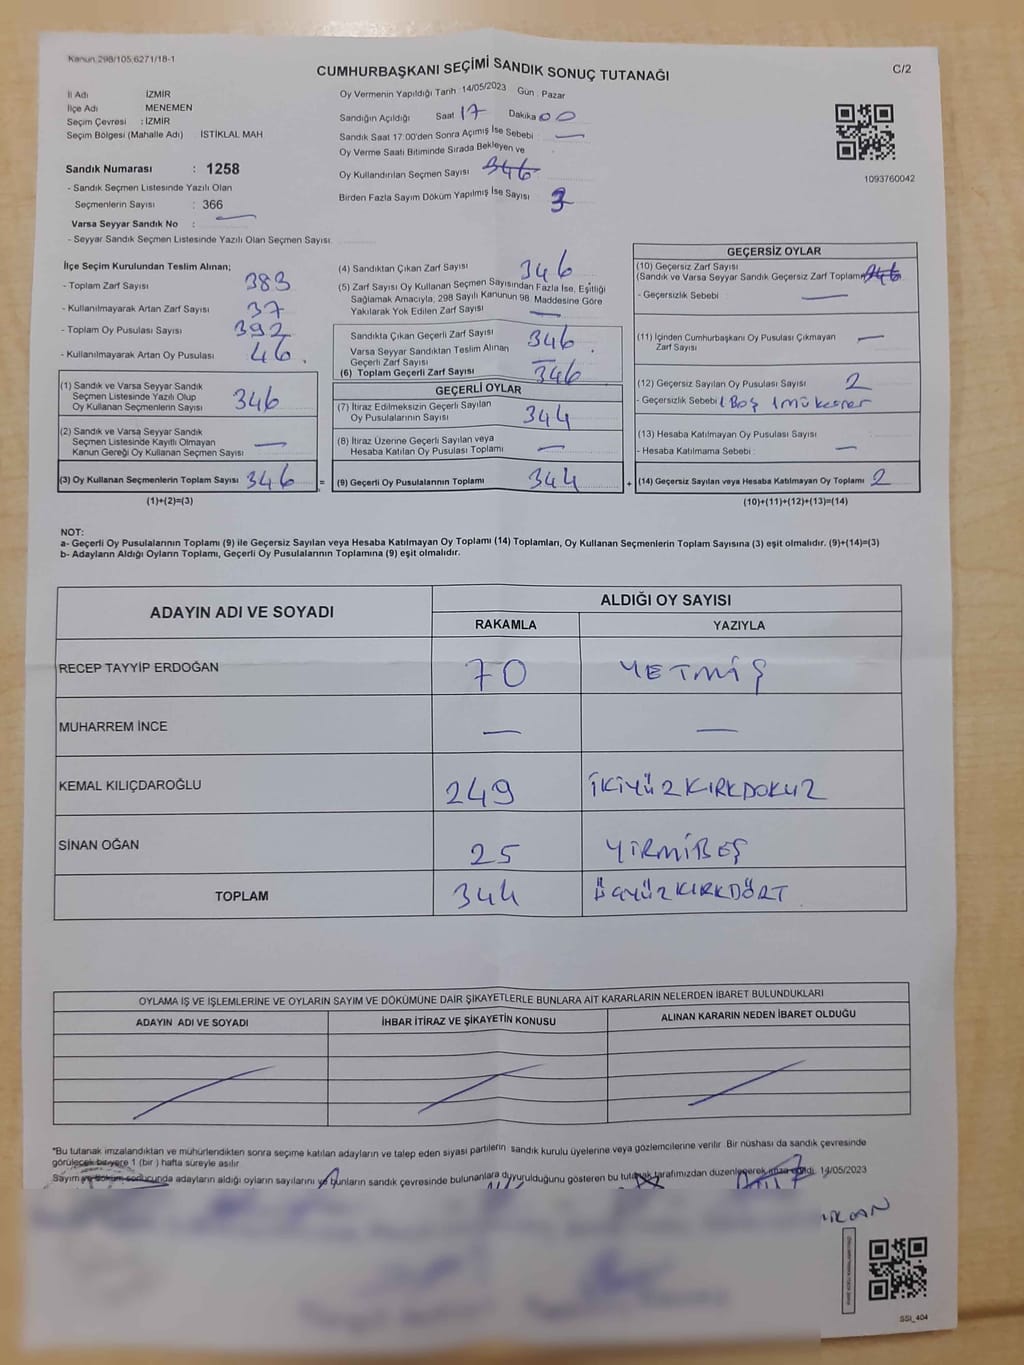 Kanun:298/105,6271/18-1
CUMHURBAŞKANI SEÇİMİ SANDIK SONUÇ TUTANAĞI
C/2
İl Adı İZMİR
İlçe Adı MENEMEN
Seçim Çevresi : İZMİR
Seçim Bölgesi (Mahalle Adı) İSTİKLAL MAH
Sandık Numarası : 1258
- Sandık Seçmen Listesinde Yazılı Olan
Seçmenlerin Sayısı : 366
Varsa Seyyar Sandık No : —
- Seyyar Sandık Seçmen Listesinde Yazılı Olan Seçmen Sayısı:
Oy Vermenin Yapıldığı Tarih : 14/05/2023 Gün : Pazar
Sandığın Açıldığı Saat 17 Dakika 00
Sandık Saat 17:00'den Sonra Açımış İse Sebebi : —
Oy Verme Saati Bitiminde Sırada Bekleyen ve
Oy Kullandırılan Seçmen Sayısı 346
Birden Fazla Sayım Döküm Yapılmış İse Sayısı 3
1093760042
İlçe Seçim Kurulundan Teslim Alınan;
- Toplam Zarf Sayısı 383
- Kullanılmayarak Artan Zarf Sayısı 37
- Toplam Oy Pusulası Sayısı 392
- Kullanılmayarak Artan Oy Pusulası 46
(1) Sandık ve Varsa Seyyar Sandık
Seçmen Listesinde Yazılı Olup
Oy Kullanan Seçmenlerin Sayısı 346
(2) Sandık ve Varsa Seyyar Sandık
Seçmen Listesinde Kayıtlı Olmayan
Kanun Gereği Oy Kullanan Seçmen Sayısı —
(3) Oy Kullanan Seçmenlerin Toplam Sayısı 346 =
(1)+(2)=(3)
(4) Sandıktan Çıkan Zarf Sayısı 346
(5) Zarf Sayısı Oy Kullanan Seçmen Sayısından Fazla İse, Eşitliği
Sağlamak Amacıyla, 298 Sayılı Kanunun 98. Maddesine Göre
Yakılarak Yok Edilen Zarf Sayısı —
Sandıkta Çıkan Geçerli Zarf Sayısı 346
Varsa Seyyar Sandıktan Teslim Alınan
Geçerli Zarf Sayısı —
(6) Toplam Geçerli Zarf Sayısı 346
GEÇERLİ OYLAR
(7) İtiraz Edilmeksizin Geçerli Sayılan
Oy Pusulalarının Sayısı 344
(8) İtiraz Üzerine Geçerli Sayılan veya
Hesaba Katılan Oy Pusulası Toplamı —
(9) Geçerli Oy Pusulalarının Toplamı 344 +
GEÇERSİZ OYLAR
(10) Geçersiz Zarf Sayısı
(Sandık ve Varsa Seyyar Sandık Geçersiz Zarf Toplamı) 346
- Geçersizlik Sebebi —
(11) İçinden Cumhurbaşkanı Oy Pusulası Çıkmayan
Zarf Sayısı —
(12) Geçersiz Sayılan Oy Pusulası Sayısı 2
- Geçersizlik Sebebi 1 Boş 1 mükerrer
(13) Hesaba Katılmayan Oy Pusulası Sayısı
- Hesaba Katılmama Sebebi : —
(14) Geçersiz Sayılan veya Hesaba Katılmayan Oy Toplamı 2
(10)+(11)+(12)+(13)=(14)
NOT:
a- Geçerli Oy Pusulalarının Toplamı (9) ile Geçersiz Sayılan veya Hesaba Katılmayan Oy Toplamı (14) Toplamları, Oy Kullanan Seçmenlerin Toplam Sayısına (3) eşit olmalıdır. (9)+(14)=(3)
b- Adayların Aldığı Oyların Toplamı, Geçerli Oy Pusulalarının Toplamına (9) eşit olmalıdır.
ADAYIN ADI VE SOYADI ALDIĞI OY SAYISI
RAKAMLA YAZIYLA
RECEP TAYYİP ERDOĞAN 70 YETMİŞ
MUHARREM İNCE — —
KEMAL KILIÇDAROĞLU 249 İKİYÜZKIRKDOKUZ
SİNAN OĞAN 25 YİRMİBEŞ
TOPLAM 344 ÜÇYÜZKIRKDÖRT
OYLAMA İŞ VE İŞLEMLERİNE VE OYLARIN SAYIM VE DÖKÜMÜNE DAİR ŞİKAYETLERLE BUNLARA AİT KARARLARIN NELERDEN İBARET BULUNDUKLARI
ADAYIN ADI VE SOYADI İHBAR İTİRAZ VE ŞİKAYETİN KONUSU ALINAN KARARIN NEDEN İBARET OLDUĞU
*Bu tutanak imzalandıktan ve mühürlendikten sonra seçime katılan adayların ve talep eden siyasi partilerin sandık kurulu üyelerine veya gözlemcilerine verilir. Bir nüshası da sandık çevresinde
görülecek bir yere 1 (bir ) hafta süreyle asılır
Sayım ve döküm sonucunda adayların aldığı oyların sayılarını ve bunların sandık çevresinde bulunanlara duyurulduğunu gösteren bu tutanak tarafımızdan düzenlenerek imza edildi. 14/05/2023
SSI_404